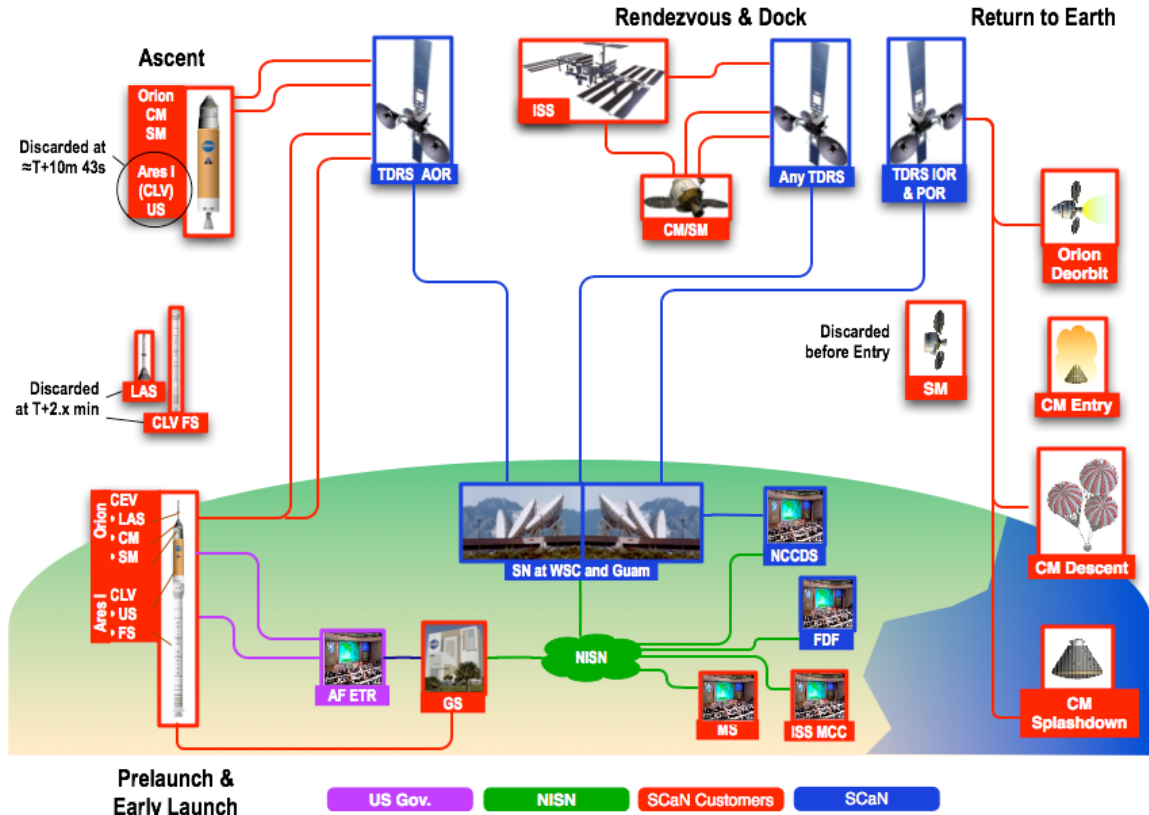 Rendezvous & Dock
Return to Earth
Ascent
Orion
CM
SM
Ares I
(CLV)
US
Discarded at
≈T+10m 43s
TDRS AOR
ISS
CM/SM
Any TDRS
TDRS IOR
& POR
Orion
Deorbit
Discarded
before Entry
SM
CM Entry
LAS
Discarded
at T+2.x min
CLV FS
Orion
CEV
▸ LAS
▸ CM
▸ SM
Ares I
CLV
▸ US
▸ FS
SN at WSC and Guam
NCCDS
CM Descent
FDF
NISN
AF ETR
GS
MS
ISS MCC
CM
Splashdown
Prelaunch &
Early Launch
US Gov.
NISN
SCaN Customers
SCaN